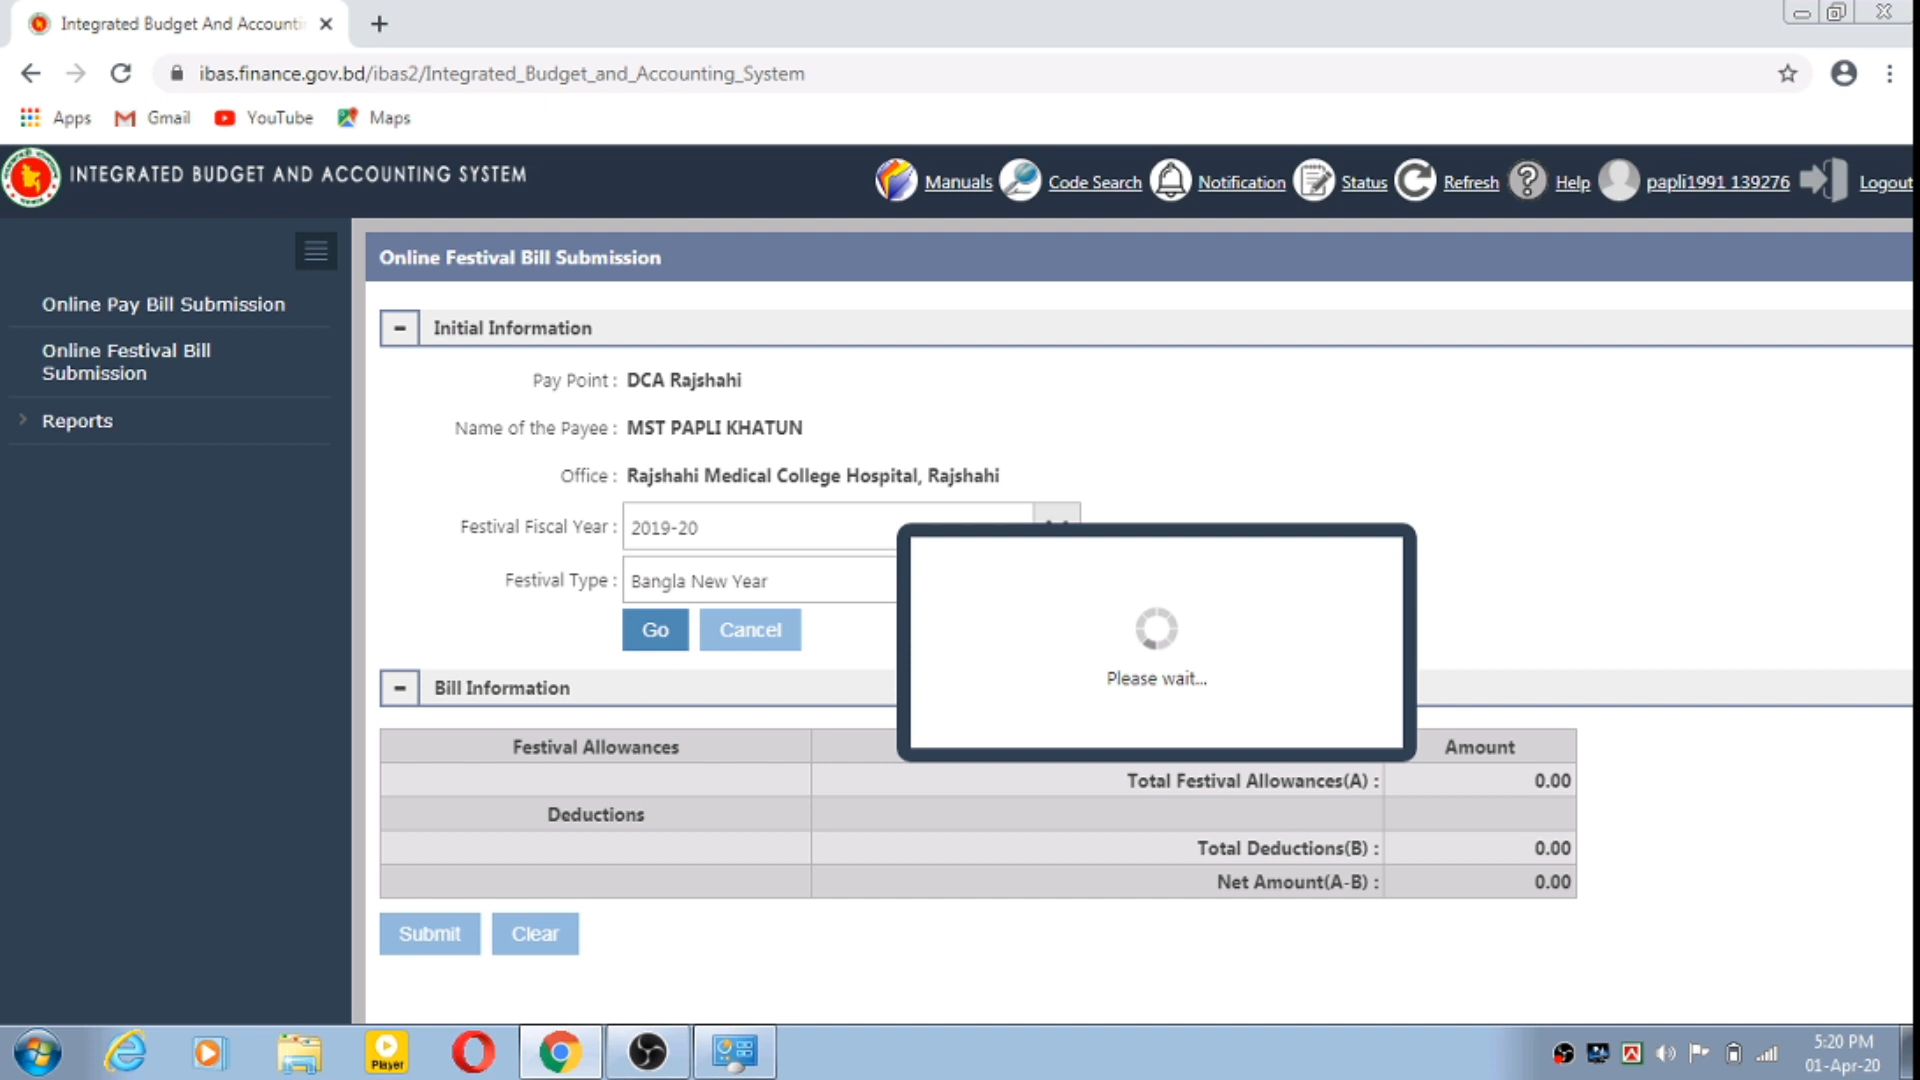 Integrated Budget And Accounti
ibas.finance.gov.bd/ibas2/Integrated_Budget_and_Accounting_System
Apps Gmail YouTube Maps
INTEGRATED BUDGET AND ACCOUNTING SYSTEM
Manuals Code Search Notification Status Refresh Help papli1991 139276 Logout
Online Pay Bill Submission
Online Festival Bill
Submission
Reports
Online Festival Bill Submission
Initial Information
Pay Point : DCA Rajshahi
Name of the Payee : MST PAPLI KHATUN
Office : Rajshahi Medical College Hospital, Rajshahi
Festival Fiscal Year : 2019-20
Festival Type : Bangla New Year
Go Cancel
Please wait...
Bill Information
Festival Allowances Amount
Total Festival Allowances(A) : 0.00
Deductions
Total Deductions(B) : 0.00
Net Amount(A-B) : 0.00
Submit Clear
Player
5:20 PM
01-Apr-20